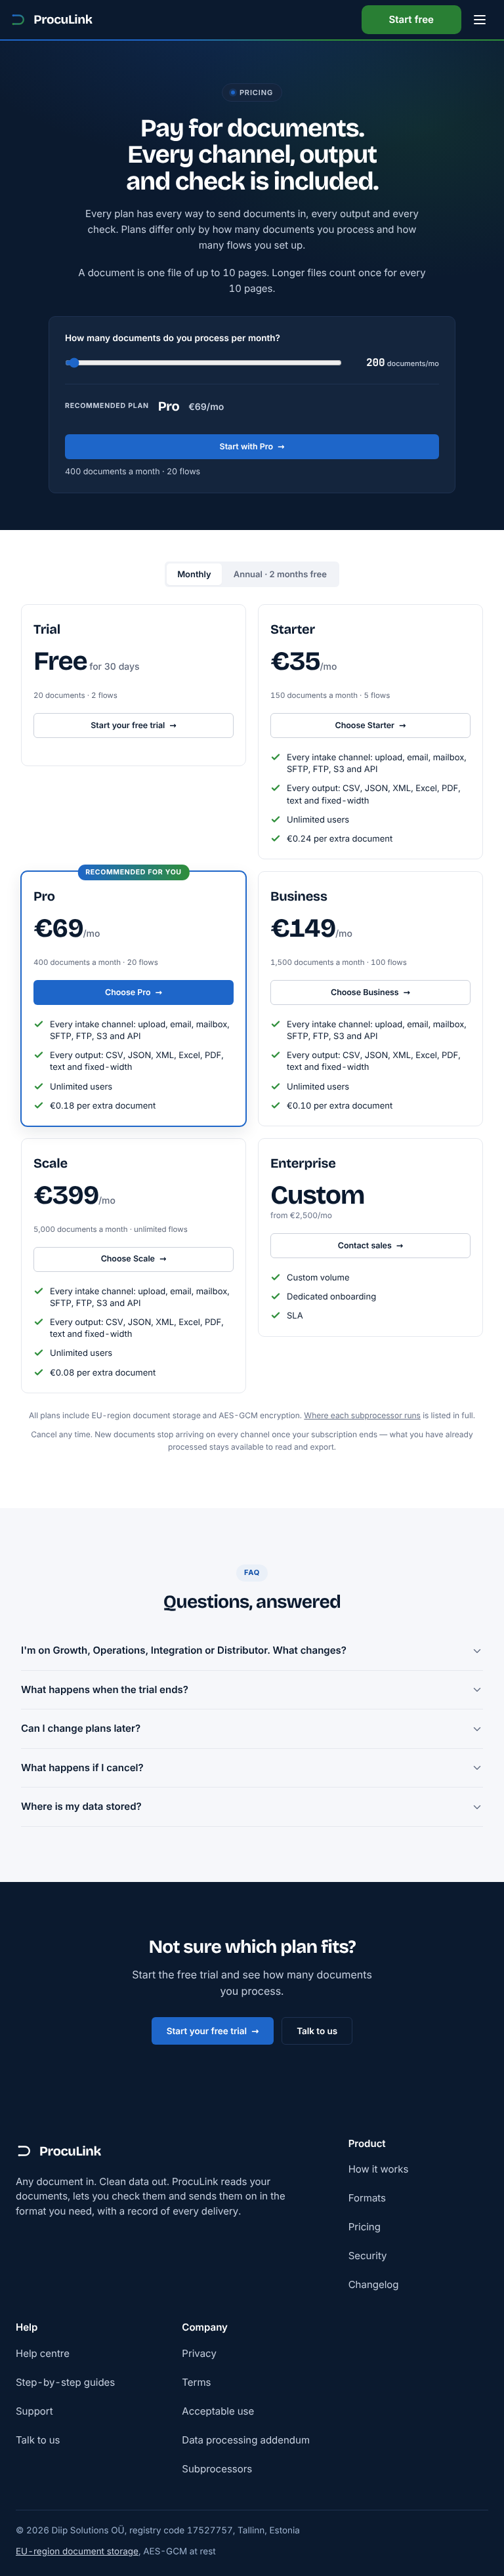 ProcuLink
Start free
PRICING
Pay for documents.
Every channel, output
and check is included.
Every plan has every way to send documents in, every output and every
check. Plans differ only by how many documents you process and how
many flows you set up.
A document is one file of up to 10 pages. Longer files count once for every
10 pages.
How many documents do you process per month?
200 documents/mo
RECOMMENDED PLAN Pro €69/mo
Start with Pro →
400 documents a month · 20 flows
Monthly
Annual · 2 months free
Trial
Free for 30 days
20 documents · 2 flows
Start your free trial →
Starter
€35/mo
150 documents a month · 5 flows
Choose Starter →
Every intake channel: upload, email, mailbox,
SFTP, FTP, S3 and API
Every output: CSV, JSON, XML, Excel, PDF,
text and fixed-width
Unlimited users
€0.24 per extra document
RECOMMENDED FOR YOU
Pro
€69/mo
400 documents a month · 20 flows
Choose Pro →
Every intake channel: upload, email, mailbox,
SFTP, FTP, S3 and API
Every output: CSV, JSON, XML, Excel, PDF,
text and fixed-width
Unlimited users
€0.18 per extra document
Business
€149/mo
1,500 documents a month · 100 flows
Choose Business →
Every intake channel: upload, email, mailbox,
SFTP, FTP, S3 and API
Every output: CSV, JSON, XML, Excel, PDF,
text and fixed-width
Unlimited users
€0.10 per extra document
Scale
€399/mo
5,000 documents a month · unlimited flows
Choose Scale →
Every intake channel: upload, email, mailbox,
SFTP, FTP, S3 and API
Every output: CSV, JSON, XML, Excel, PDF,
text and fixed-width
Unlimited users
€0.08 per extra document
Enterprise
Custom
from €2,500/mo
Contact sales →
Custom volume
Dedicated onboarding
SLA
All plans include EU-region document storage and AES-GCM encryption. Where each subprocessor runs is listed in full.
Cancel any time. New documents stop arriving on every channel once your subscription ends — what you have already
processed stays available to read and export.
FAQ
Questions, answered
I'm on Growth, Operations, Integration or Distributor. What changes?
What happens when the trial ends?
Can I change plans later?
What happens if I cancel?
Where is my data stored?
Not sure which plan fits?
Start the free trial and see how many documents
you process.
Start your free trial →
Talk to us
ProcuLink
Any document in. Clean data out. ProcuLink reads your
documents, lets you check them and sends them on in the
format you need, with a record of every delivery.
Product
How it works
Formats
Pricing
Security
Changelog
Help
Help centre
Step-by-step guides
Support
Talk to us
Company
Privacy
Terms
Acceptable use
Data processing addendum
Subprocessors
© 2026 Diip Solutions OÜ, registry code 17527757, Tallinn, Estonia
EU-region document storage, AES-GCM at rest